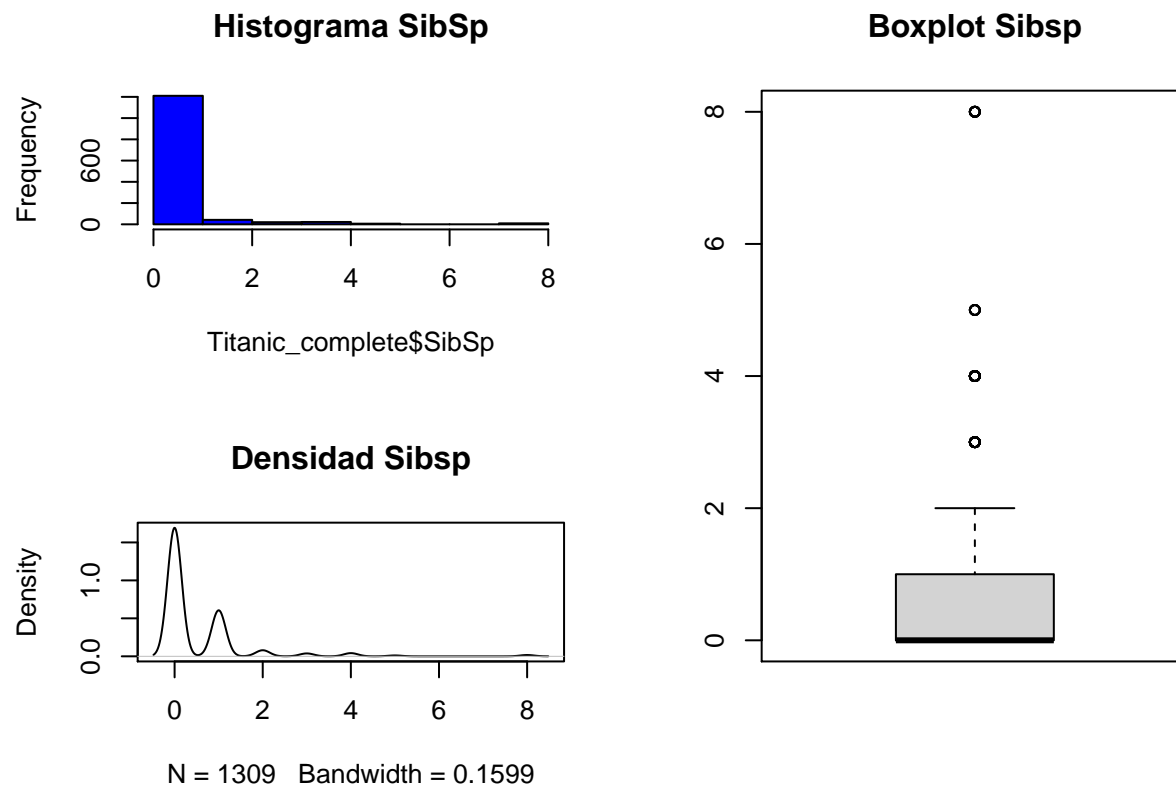 Histograma SibSp
Frequency
0 600
0 2 4 6 8
Titanic_complete$SibSp
Densidad Sibsp
Density
0.0 1.0
0 2 4 6 8
N = 1309 Bandwidth = 0.1599
Boxplot Sibsp
0 2 4 6 8